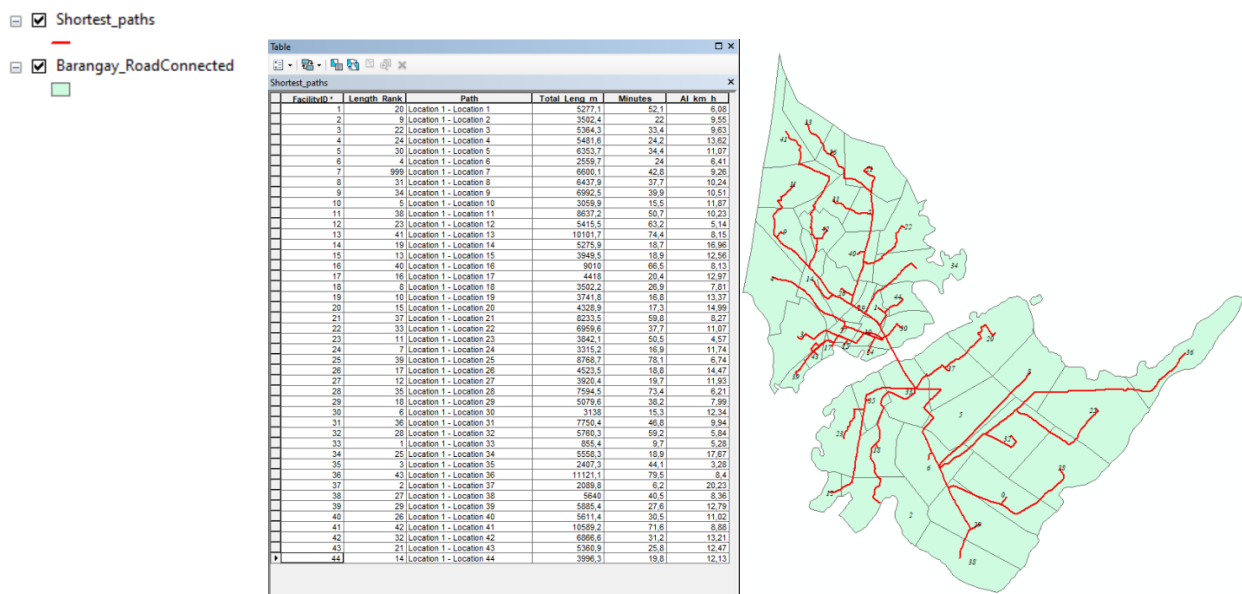 Shortest_paths
Barangay_RoadConnected
Table
Shortest_paths
FacilityID * Length_Rank Path Total_Leng_m Minutes AI_km_h
1 20 Location 1 - Location 1 5277,1 52,1 6,08
2 9 Location 1 - Location 2 3502,4 22 9,55
3 22 Location 1 - Location 3 5364,3 33,4 9,63
4 24 Location 1 - Location 4 5481,6 24,2 13,62
5 30 Location 1 - Location 5 6353,7 34,4 11,07
6 4 Location 1 - Location 6 2559,7 24 6,41
7 999 Location 1 - Location 7 6600,1 42,8 9,26
8 31 Location 1 - Location 8 6437,9 37,7 10,24
9 34 Location 1 - Location 9 6992,5 39,9 10,51
10 5 Location 1 - Location 10 3059,9 15,5 11,87
11 38 Location 1 - Location 11 8637,2 50,7 10,23
12 23 Location 1 - Location 12 5415,5 63,2 5,14
13 41 Location 1 - Location 13 10101,7 74,4 8,15
14 19 Location 1 - Location 14 5275,9 18,7 16,96
15 13 Location 1 - Location 15 3949,5 18,9 12,56
16 40 Location 1 - Location 16 9010 66,5 8,13
17 16 Location 1 - Location 17 4418 20,4 12,97
18 8 Location 1 - Location 18 3502,2 26,9 7,81
19 10 Location 1 - Location 19 3741,8 16,8 13,37
20 15 Location 1 - Location 20 4328,9 17,3 14,99
21 37 Location 1 - Location 21 8233,5 59,8 8,27
22 33 Location 1 - Location 22 6959,6 37,7 11,07
23 11 Location 1 - Location 23 3842,1 50,5 4,57
24 7 Location 1 - Location 24 3315,2 16,9 11,74
25 39 Location 1 - Location 25 8768,7 78,1 6,74
26 17 Location 1 - Location 26 4523,5 18,8 14,47
27 12 Location 1 - Location 27 3920,4 19,7 11,93
28 35 Location 1 - Location 28 7594,5 73,4 6,21
29 18 Location 1 - Location 29 5079,6 38,2 7,99
30 6 Location 1 - Location 30 3138 15,3 12,34
31 36 Location 1 - Location 31 7750,4 46,8 9,94
32 28 Location 1 - Location 32 5760,3 59,2 5,84
33 1 Location 1 - Location 33 855,4 9,7 5,28
34 25 Location 1 - Location 34 5558,3 18,9 17,67
35 3 Location 1 - Location 35 2407,3 44,1 3,28
36 43 Location 1 - Location 36 11121,1 79,5 8,4
37 2 Location 1 - Location 37 2089,8 6,2 20,23
38 27 Location 1 - Location 38 5640 40,5 8,36
39 29 Location 1 - Location 39 5885,4 27,6 12,79
40 26 Location 1 - Location 40 5611,4 30,5 11,02
41 42 Location 1 - Location 41 10589,2 71,6 8,88
42 32 Location 1 - Location 42 6866,6 31,2 13,21
43 21 Location 1 - Location 43 5360,9 25,8 12,47
44 14 Location 1 - Location 44 3996,3 19,8 12,13
41
22
40
34
14
44
1
30
20
36
37
5
6
2
38